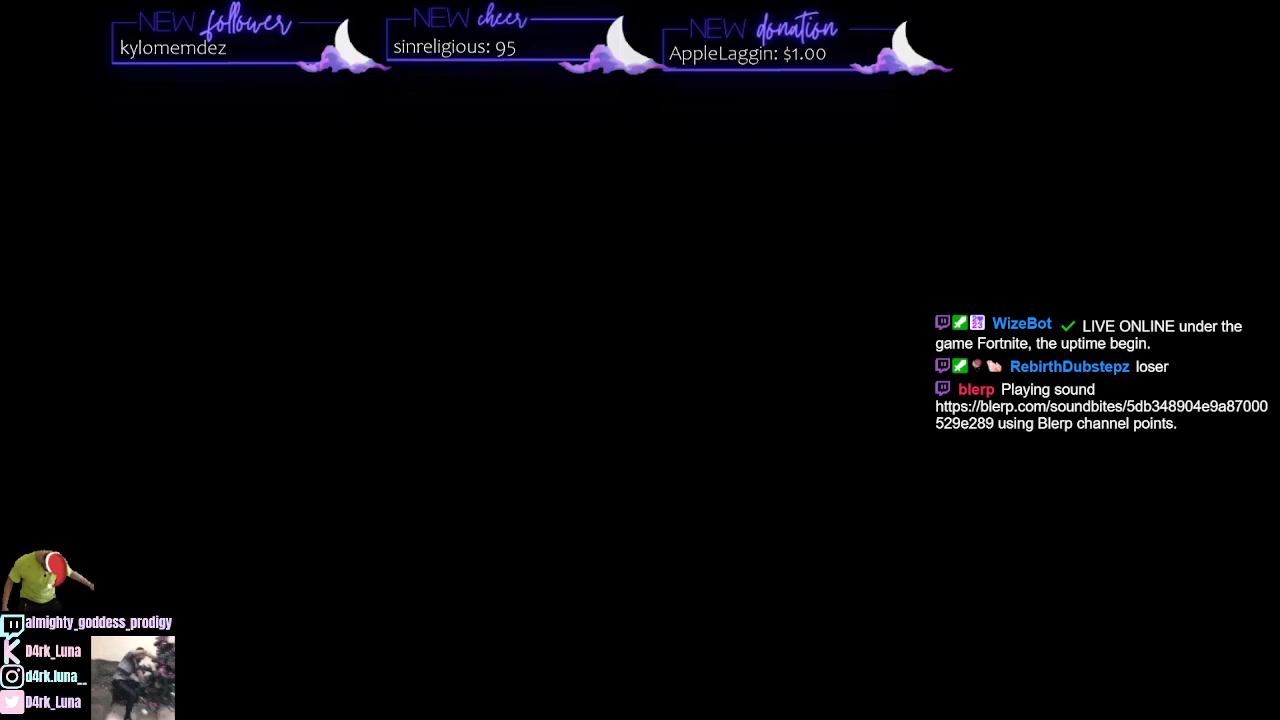 NEW follower
kylomemdez
NEW cheer
sinreligious: 95
NEW donation
AppleLaggin: $1.00
WizeBot LIVE ONLINE under the
game Fortnite, the uptime begin.
RebirthDubstepz loser
blerp Playing sound
https://blerp.com/soundbites/5db348904e9a87000
529e289 using Blerp channel points.
almighty_goddess_prodigy
D4rk_Luna
d4rk.luna__
D4rk_Luna